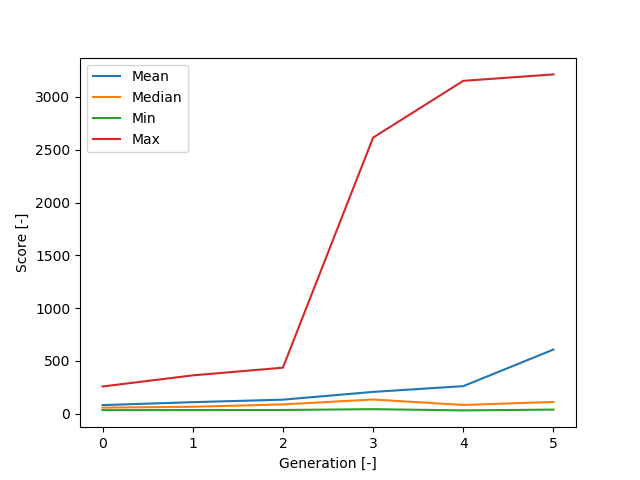 Mean
Median
Min
Max
3000
2500
2000
1500
1000
500
0
Score [-]
0 1 2 3 4 5
Generation [-]